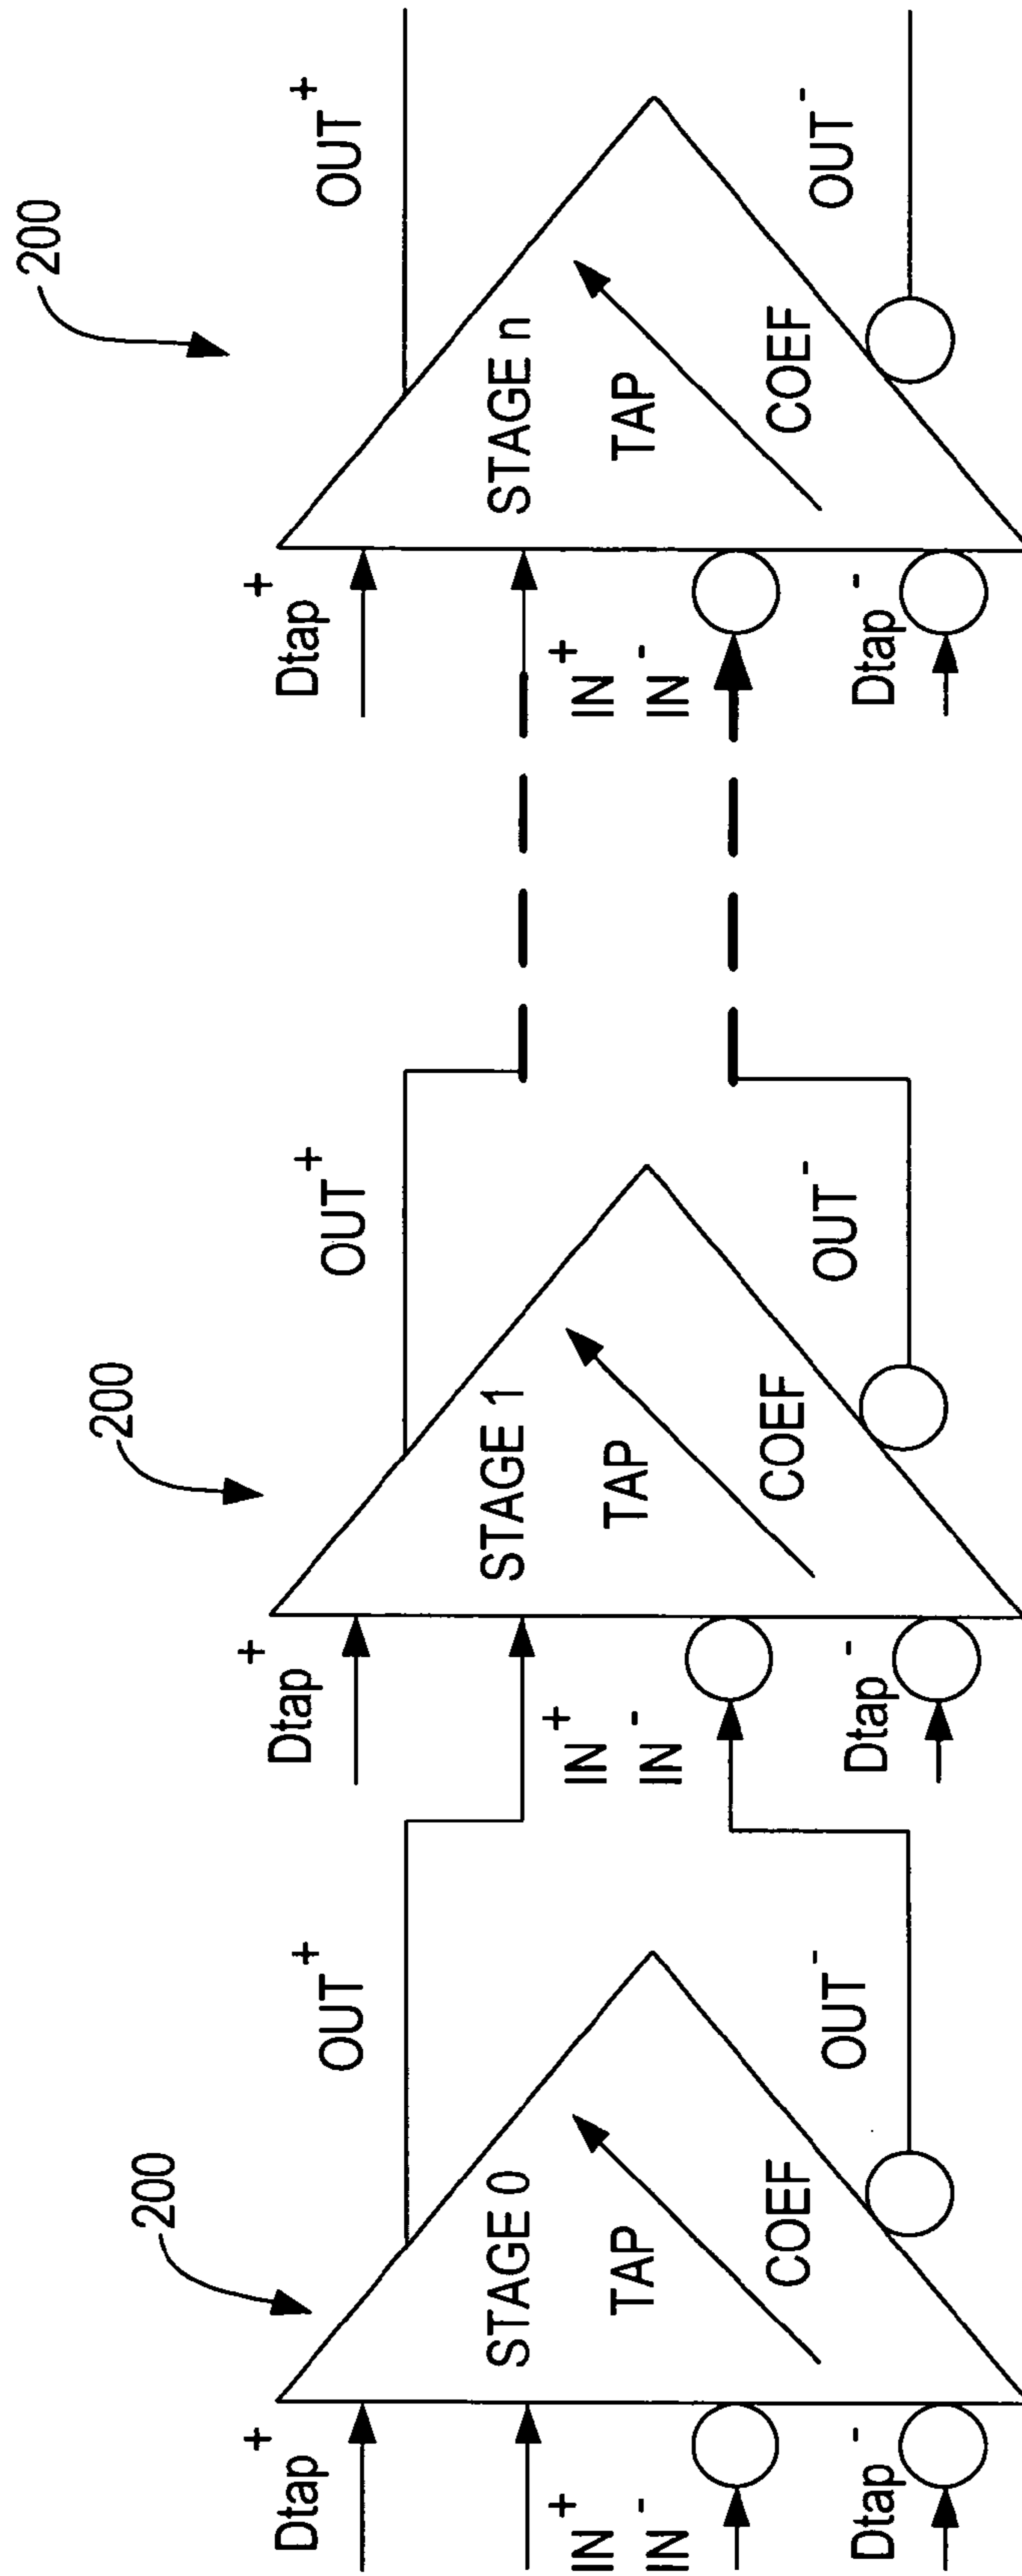 200
Dtap+
IN+
IN-
Dtap-
STAGE 0
TAP
COEF
OUT+
OUT-
200
Dtap+
IN+
IN-
Dtap-
STAGE 1
TAP
COEF
OUT+
OUT-
200
Dtap+
IN+
IN-
Dtap-
STAGE n
TAP
COEF
OUT+
OUT-